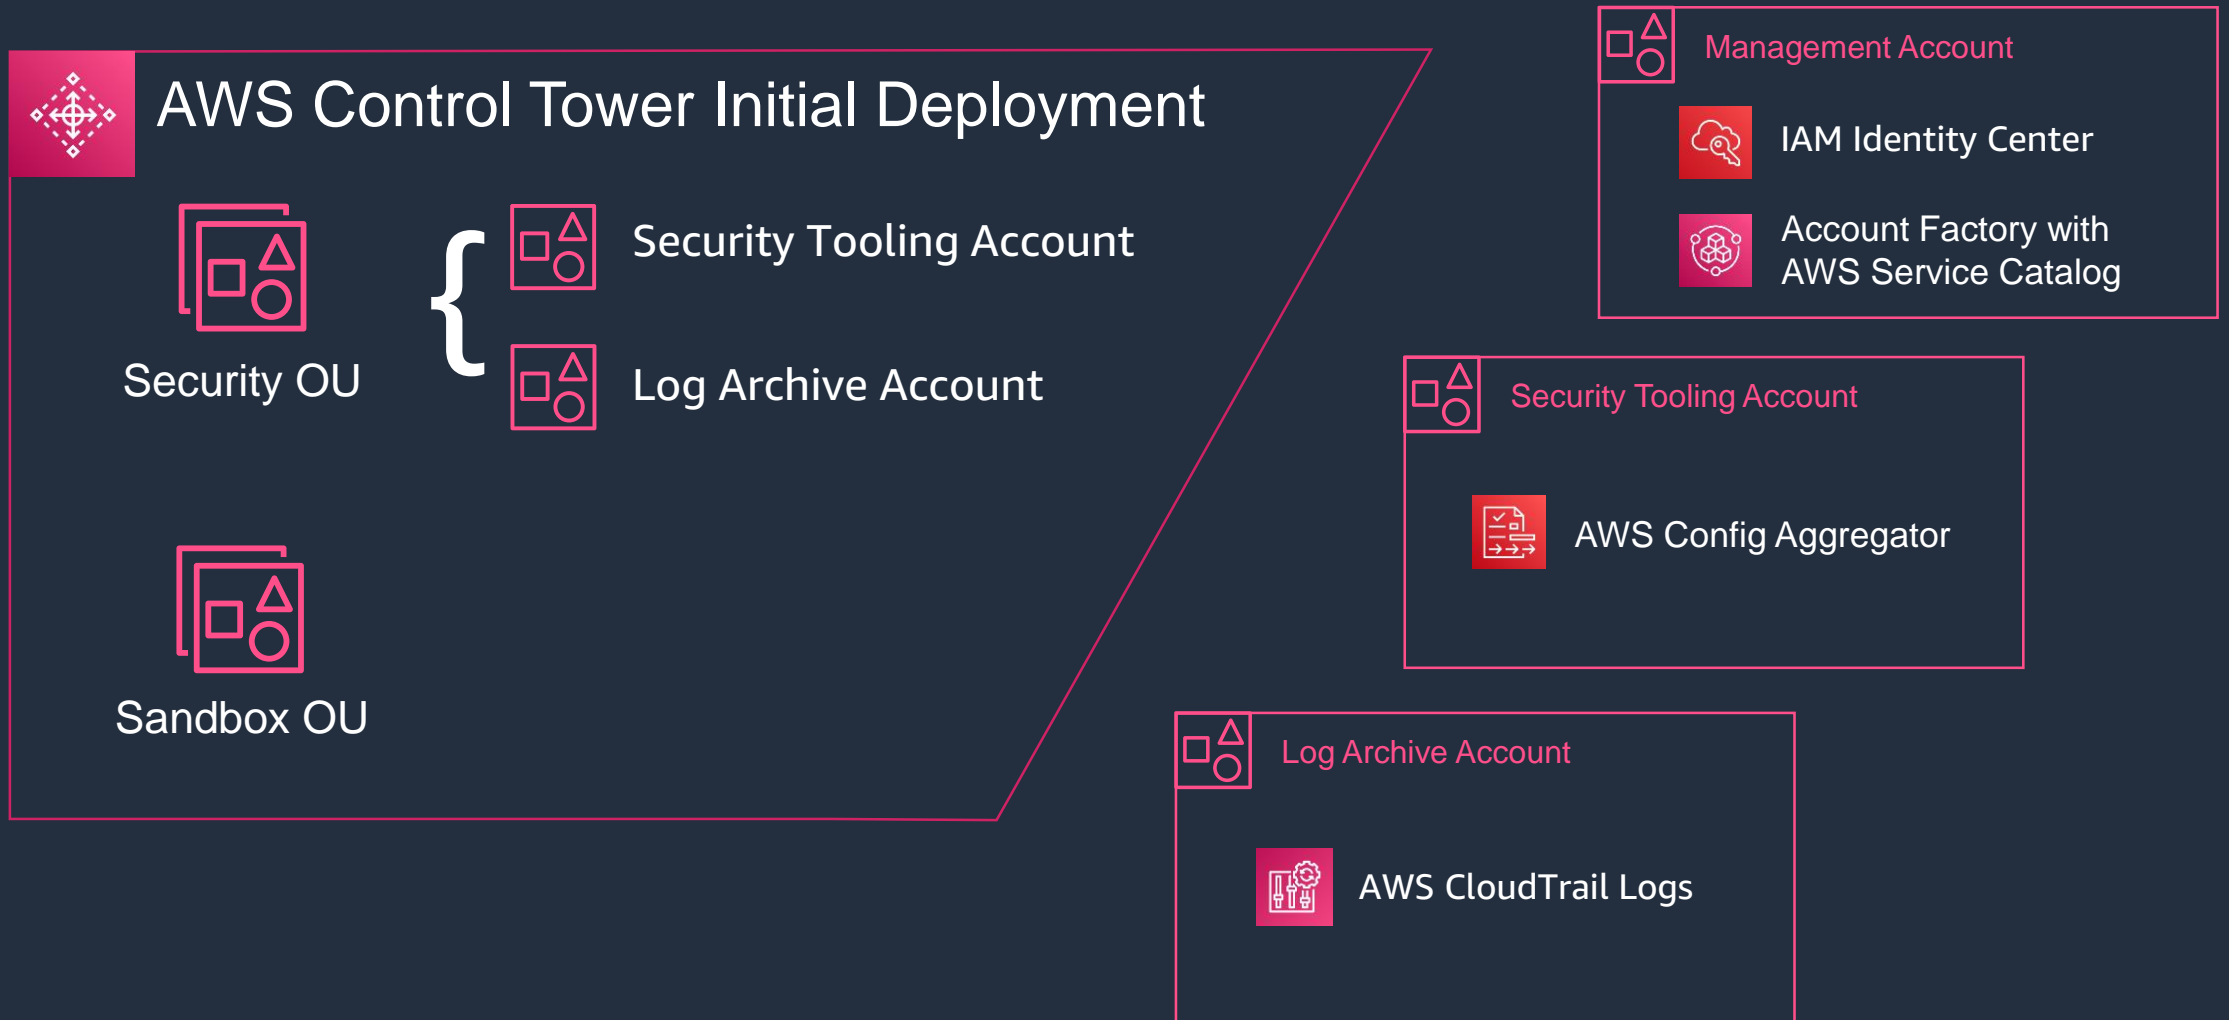 AWS Control Tower Initial Deployment
Security OU
{
Security Tooling Account
Log Archive Account
Sandbox OU
Management Account
IAM Identity Center
Account Factory with
AWS Service Catalog
Security Tooling Account
AWS Config Aggregator
Log Archive Account
AWS CloudTrail Logs